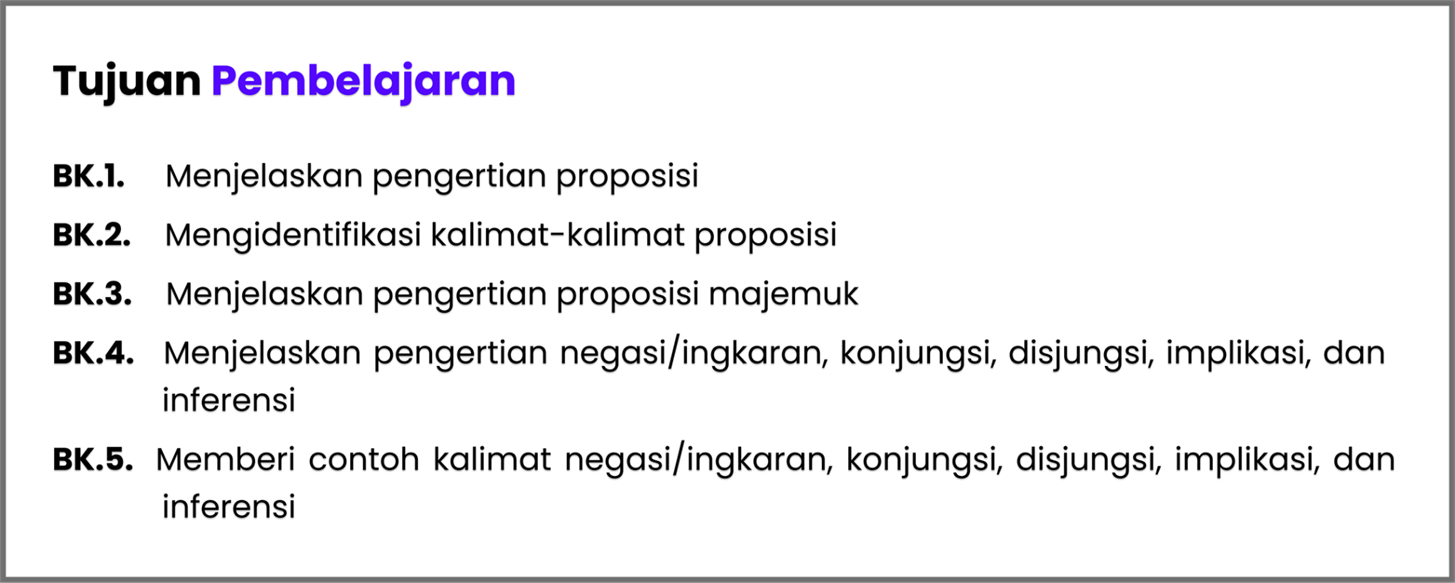 Tujuan Pembelajaran
BK.1. Menjelaskan pengertian proposisi
BK.2. Mengidentifikasi kalimat-kalimat proposisi
BK.3. Menjelaskan pengertian proposisi majemuk
BK.4. Menjelaskan pengertian negasi/ingkaran, konjungsi, disjungsi, implikasi, dan
inferensi
BK.5. Memberi contoh kalimat negasi/ingkaran, konjungsi, disjungsi, implikasi, dan
inferensi